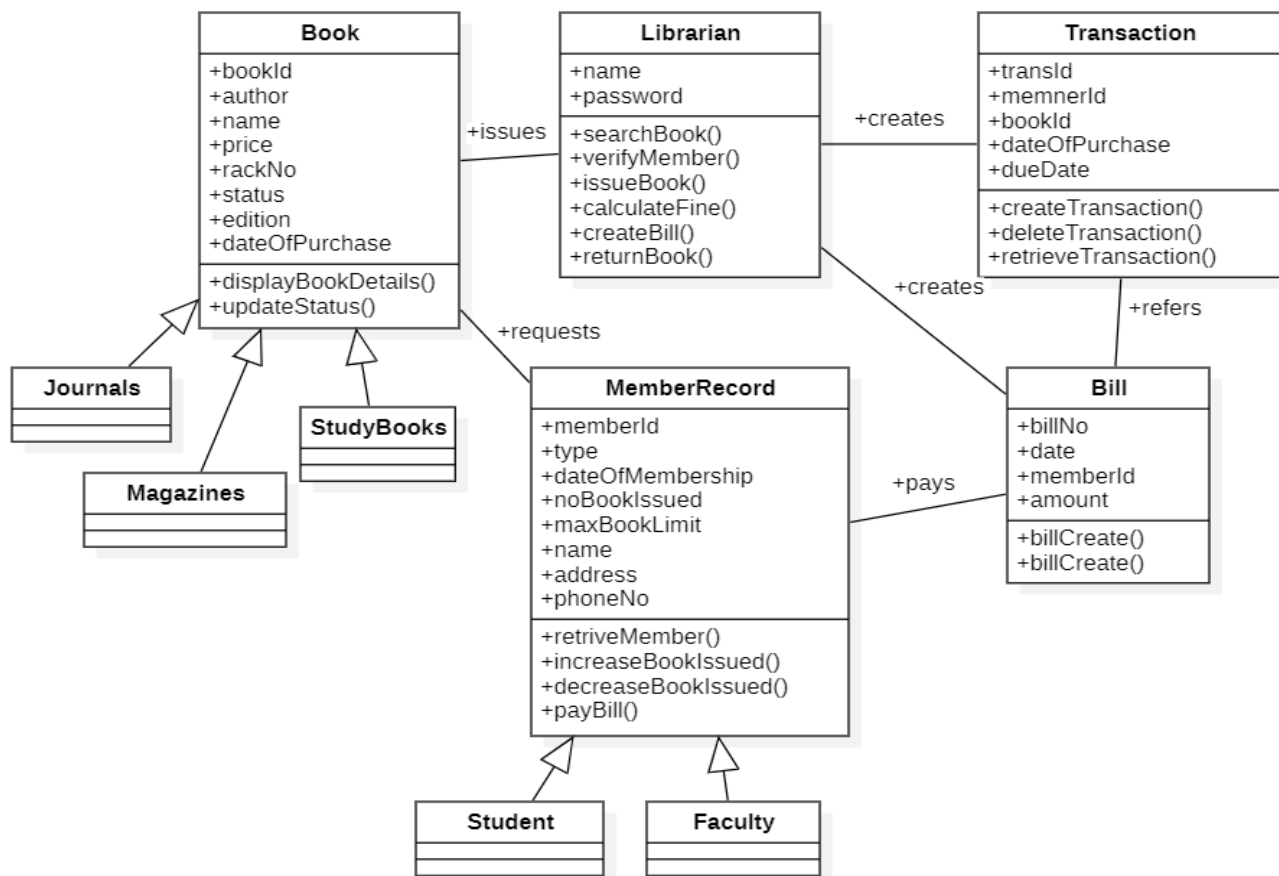 Book
+bookId
+author
+name
+price
+rackNo
+status
+edition
+dateOfPurchase
+displayBookDetails()
+updateStatus()
+issues
Librarian
+name
+password
+searchBook()
+verifyMember()
+issueBook()
+calculateFine()
+createBill()
+returnBook()
+creates
Transaction
+transId
+memnerId
+bookId
+dateOfPurchase
+dueDate
+createTransaction()
+deleteTransaction()
+retrieveTransaction()
+creates
+refers
+requests
Journals
Magazines
StudyBooks
MemberRecord
+memberId
+type
+dateOfMembership
+noBookIssued
+maxBookLimit
+name
+address
+phoneNo
+retriveMember()
+increaseBookIssued()
+decreaseBookIssued()
+payBill()
+pays
Bill
+billNo
+date
+memberId
+amount
+billCreate()
+billCreate()
Student
Faculty